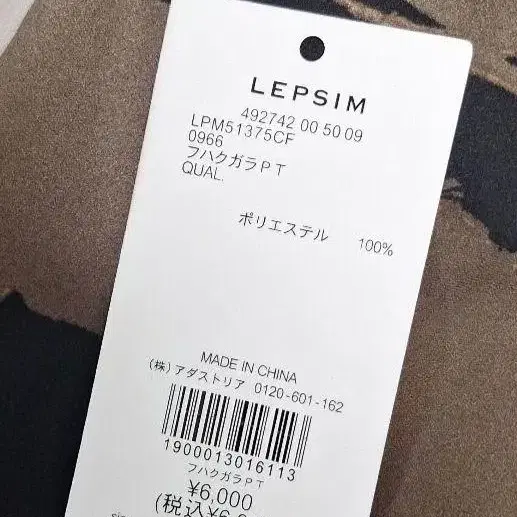 LEPSIM
492742 00 50 09
LPM51375CF
0966
フハクガラPT
QUAL.
ポリエステル 100%
MADE IN CHINA
(株)アダストリア 0120-601-162
1900013016113
フハクガラPT
¥6,000
(税込¥6